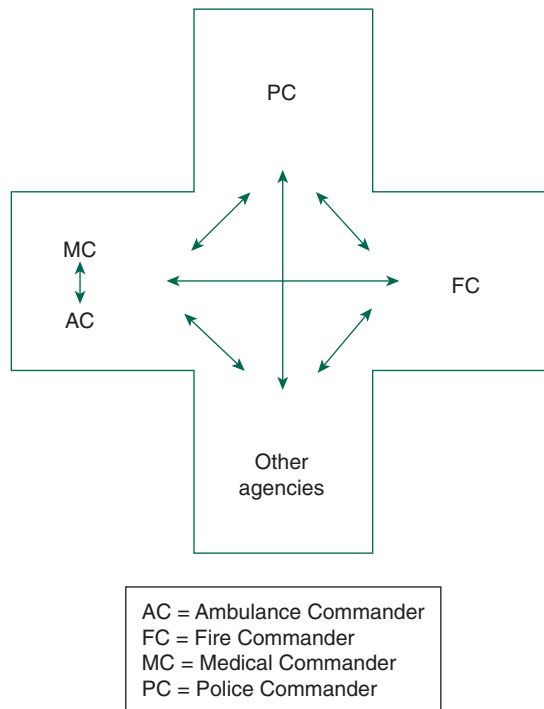 PC
MC
AC
FC
Other
agencies
AC = Ambulance Commander
FC = Fire Commander
MC = Medical Commander
PC = Police Commander